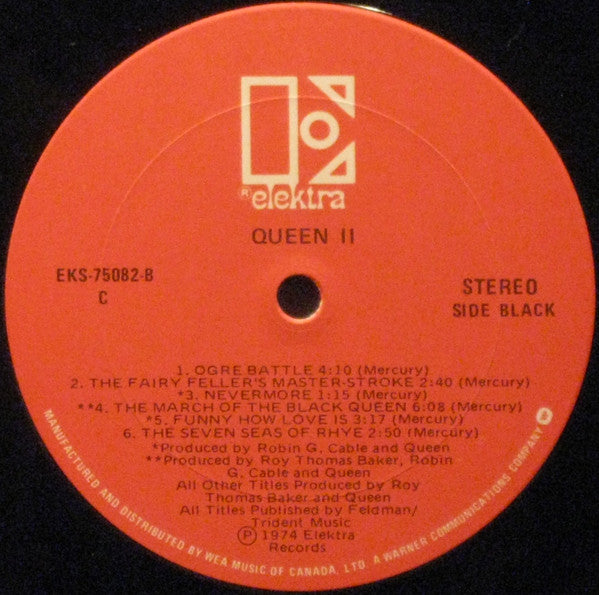 ® elektra
QUEEN II
EKS-75082-B
C
STEREO
SIDE BLACK
1. OGRE BATTLE 4:10 (Mercury)
2. THE FAIRY FELLER'S MASTER-STROKE 2:40 (Mercury)
*3. NEVERMORE 1:15 (Mercury)
**4. THE MARCH OF THE BLACK QUEEN 6:08 (Mercury)
*5. FUNNY HOW LOVE IS 3:17 (Mercury)
6. THE SEVEN SEAS OF RHYE 2:50 (Mercury)
*Produced by Robin G. Cable and Queen
**Produced by Roy Thomas Baker, Robin
G. Cable and Queen
All Other Titles Produced by Roy
Thomas Baker and Queen
All Titles Published by Feldman/
Trident Music
℗ 1974 Elektra
Records
MANUFACTURED AND DISTRIBUTED BY WEA MUSIC OF CANADA, LTD. A WARNER COMMUNICATIONS COMPANY